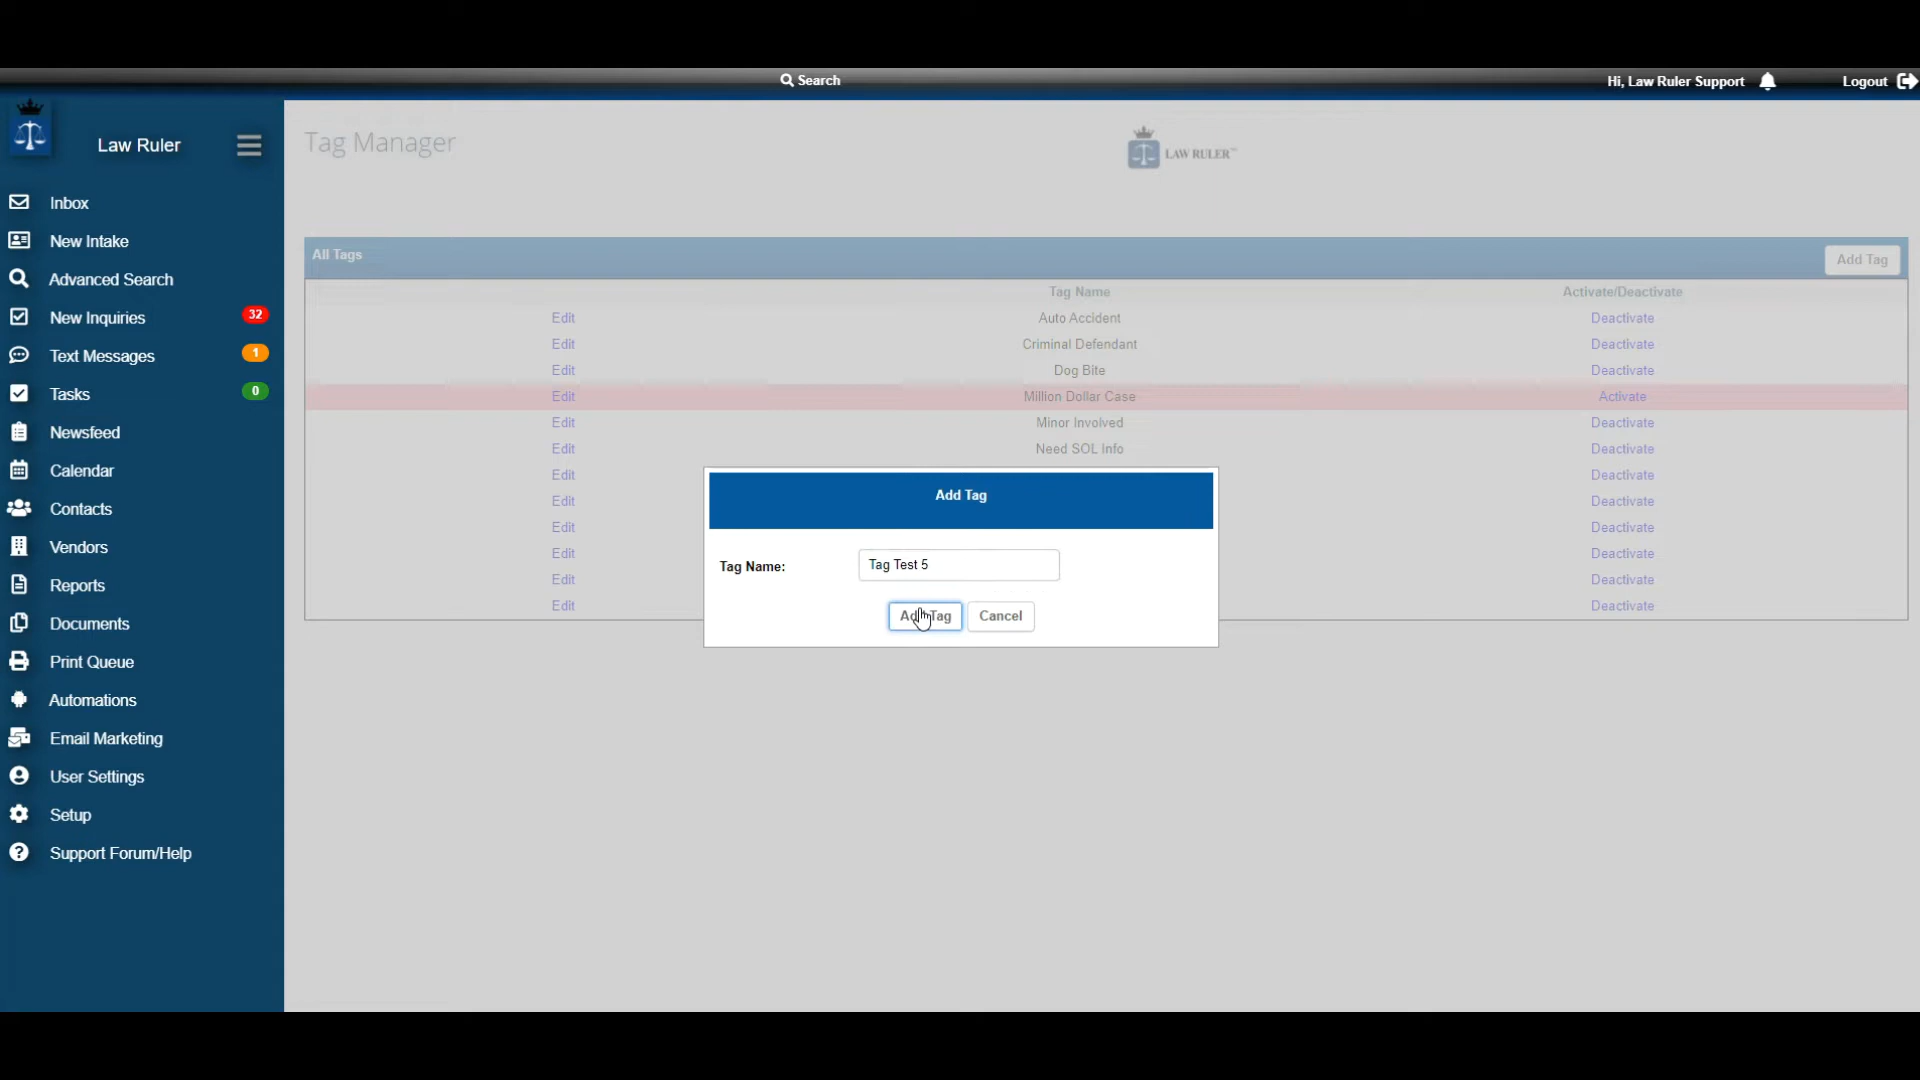 Search
Hi, Law Ruler Support
Logout
Law Ruler
Tag Manager
LAW RULER™
Inbox
New Intake
Advanced Search
New Inquiries 32
Text Messages 1
Tasks 0
Newsfeed
Calendar
Contacts
Vendors
Reports
Documents
Print Queue
Automations
Email Marketing
User Settings
Setup
Support Forum/Help
All Tags
Add Tag
Tag Name Activate/Deactivate
Edit Auto Accident Deactivate
Edit Criminal Defendant Deactivate
Edit Dog Bite Deactivate
Edit Million Dollar Case Activate
Edit Minor Involved Deactivate
Edit Need SOL Info Deactivate
Edit Deactivate
Edit Deactivate
Edit Deactivate
Edit Deactivate
Edit Deactivate
Edit Deactivate
Add Tag
Tag Name: Tag Test 5
Add Tag Cancel